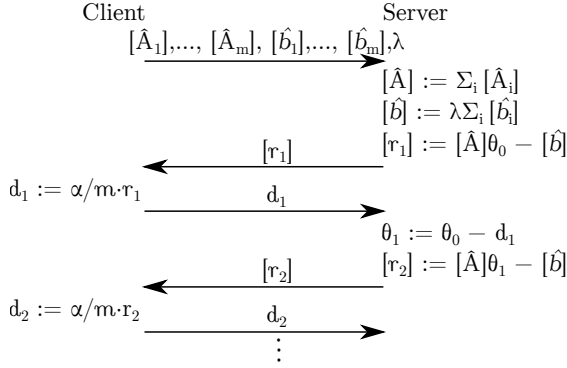 Client Server
[Â₁],..., [Âₘ], [b̂₁],..., [b̂ₘ],λ
[Â] := Σᵢ [Âᵢ]
[b̂] := λΣᵢ [b̂ᵢ]
[r₁] := [Â]θ₀ − [b̂]
[r₁]
d₁ := α/m·r₁
d₁
θ₁ := θ₀ − d₁
[r₂] := [Â]θ₁ − [b̂]
[r₂]
d₂ := α/m·r₂
d₂
⋮